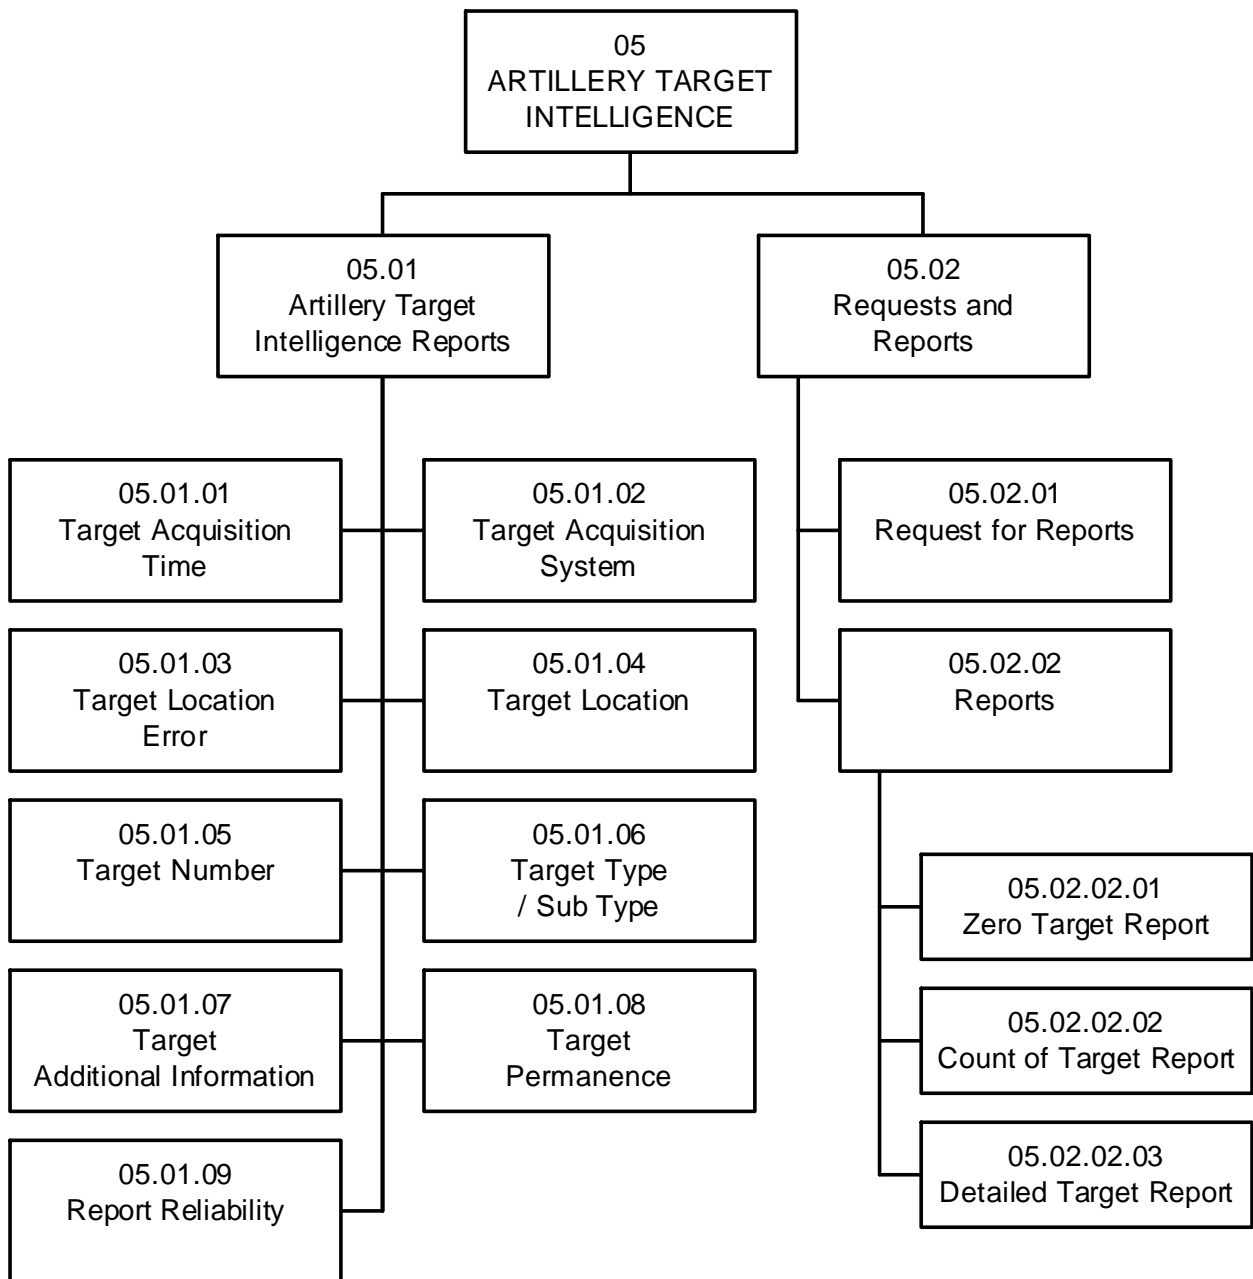 05
ARTILLERY TARGET
INTELLIGENCE
05.01
Artillery Target
Intelligence Reports
05.02
Requests and
Reports
05.01.01
Target Acquisition
Time
05.01.02
Target Acquisition
System
05.02.01
Request for Reports
05.01.03
Target Location
Error
05.01.04
Target Location
05.02.02
Reports
05.01.05
Target Number
05.01.06
Target Type
/ Sub Type
05.02.02.01
Zero Target Report
05.01.07
Target
Additional Information
05.01.08
Target
Permanence
05.02.02.02
Count of Target Report
05.01.09
Report Reliability
05.02.02.03
Detailed Target Report